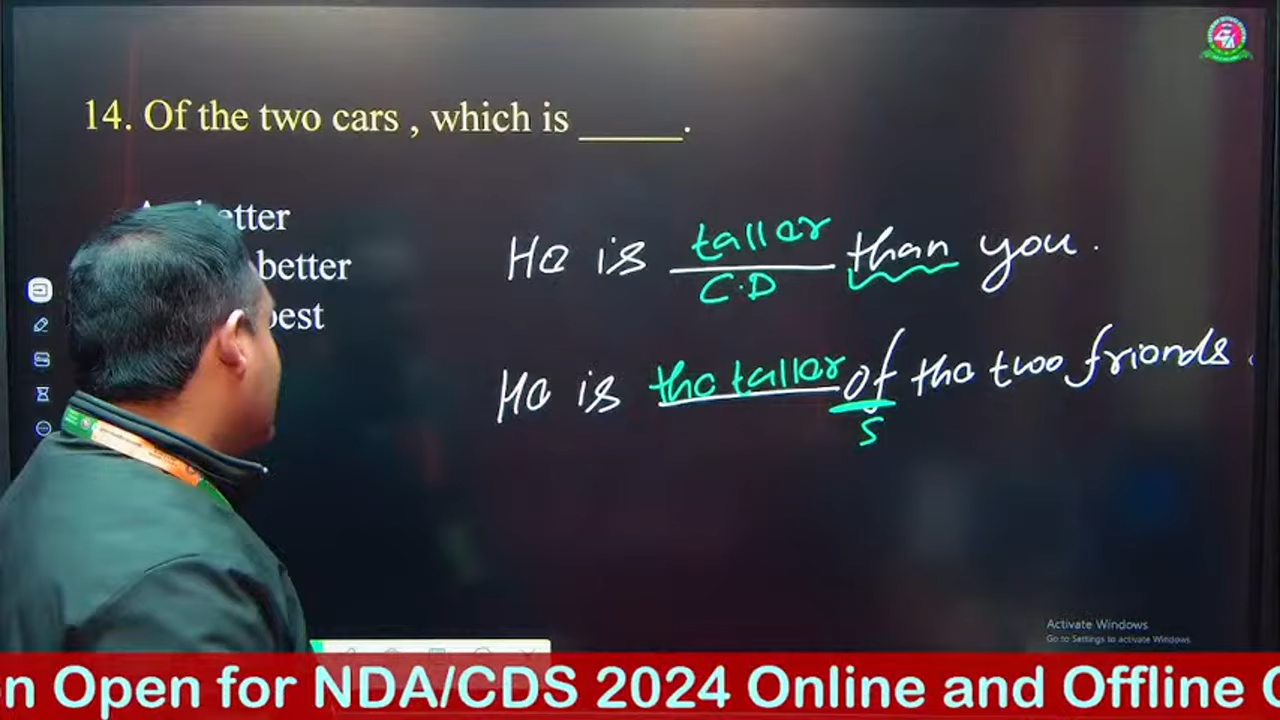 14. Of the two cars , which is _____.
better
better
best
He is taller than you.
C.D
He is the taller of the two friends.
S
Activate Windows
Go to Settings to activate Windows.
n Open for NDA/CDS 2024 Online and Offline